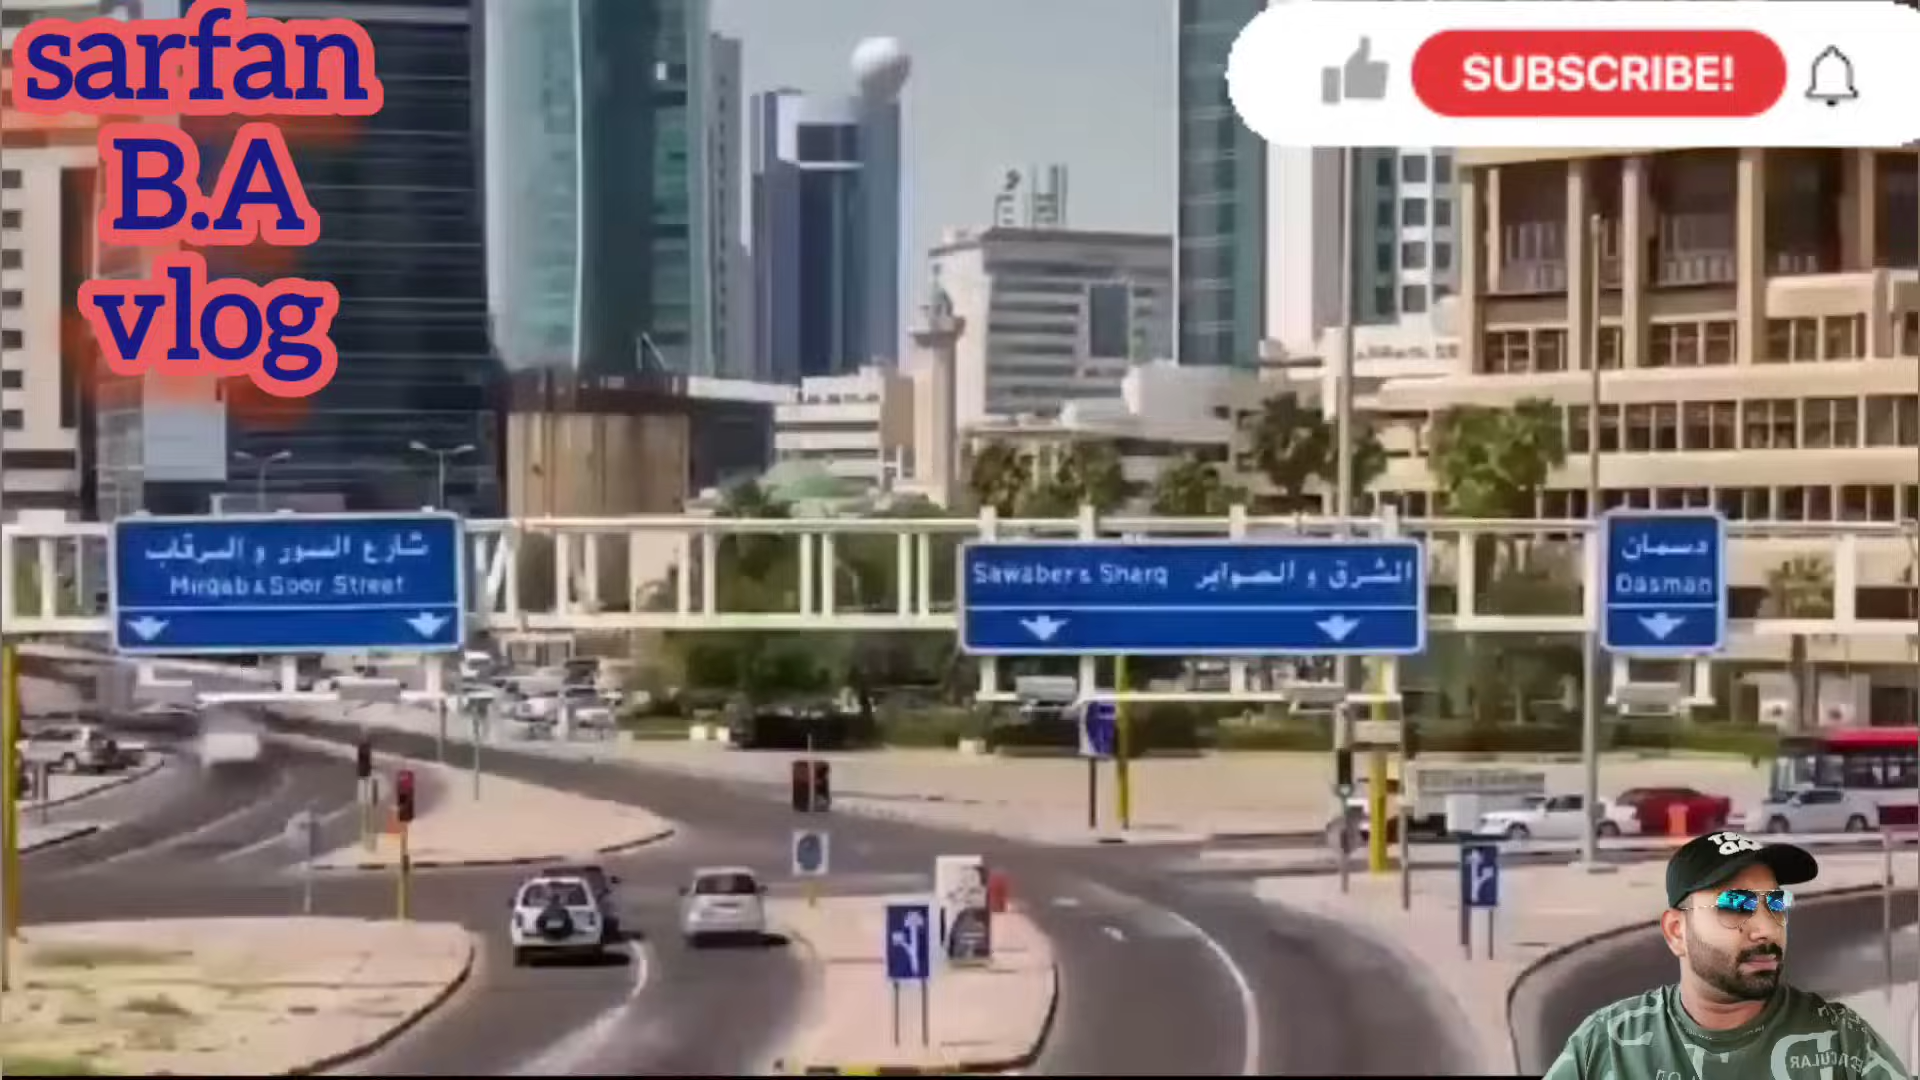 sarfan
B.A
vlog
SUBSCRIBE!
شارع السور و المرقاب
Mirqab & Soor Street
Sawaber & Sharq الشرق و الصوابر
دسمان
Dasman